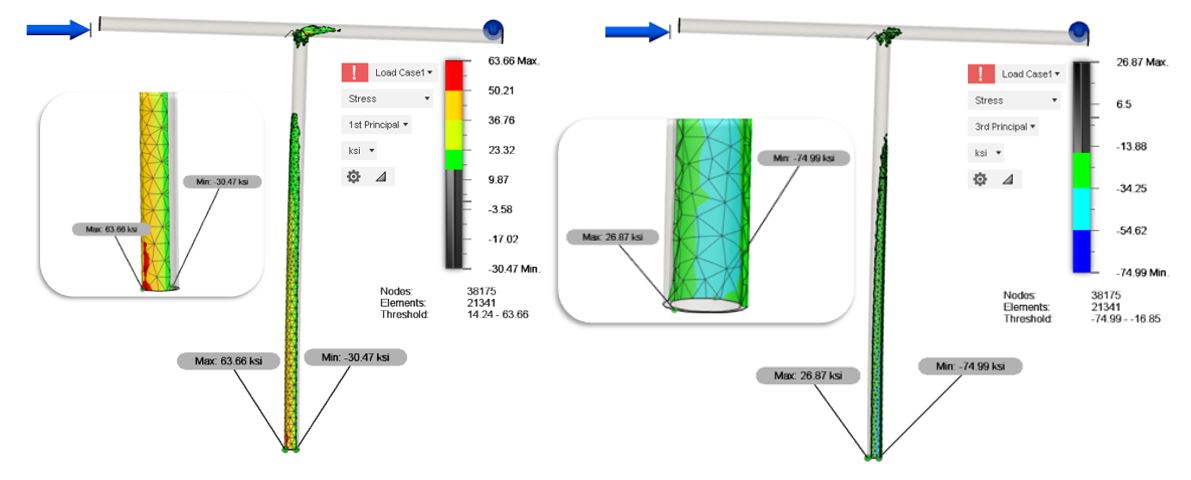 63.66 Max.
Load Case1
50.21
Stress
36.76
1st Principal
23.32
ksi
9.87
-3.58
-17.02
-30.47 Min.
Min: -30.47 ksi
Max: 63.66 ksi
Nodes: 38175
Elements: 21341
Threshold: 14.24 - 63.66
Max: 63.66 ksi
Min: -30.47 ksi
26.87 Max.
Load Case1
Stress
6.5
3rd Principal
-13.88
ksi
-34.25
-54.62
-74.99 Min.
Min: -74.99 ksi
Max: 26.87 ksi
Nodes: 38175
Elements: 21341
Threshold: -74.99 - -16.85
Max: 26.87 ksi
Min: -74.99 ksi